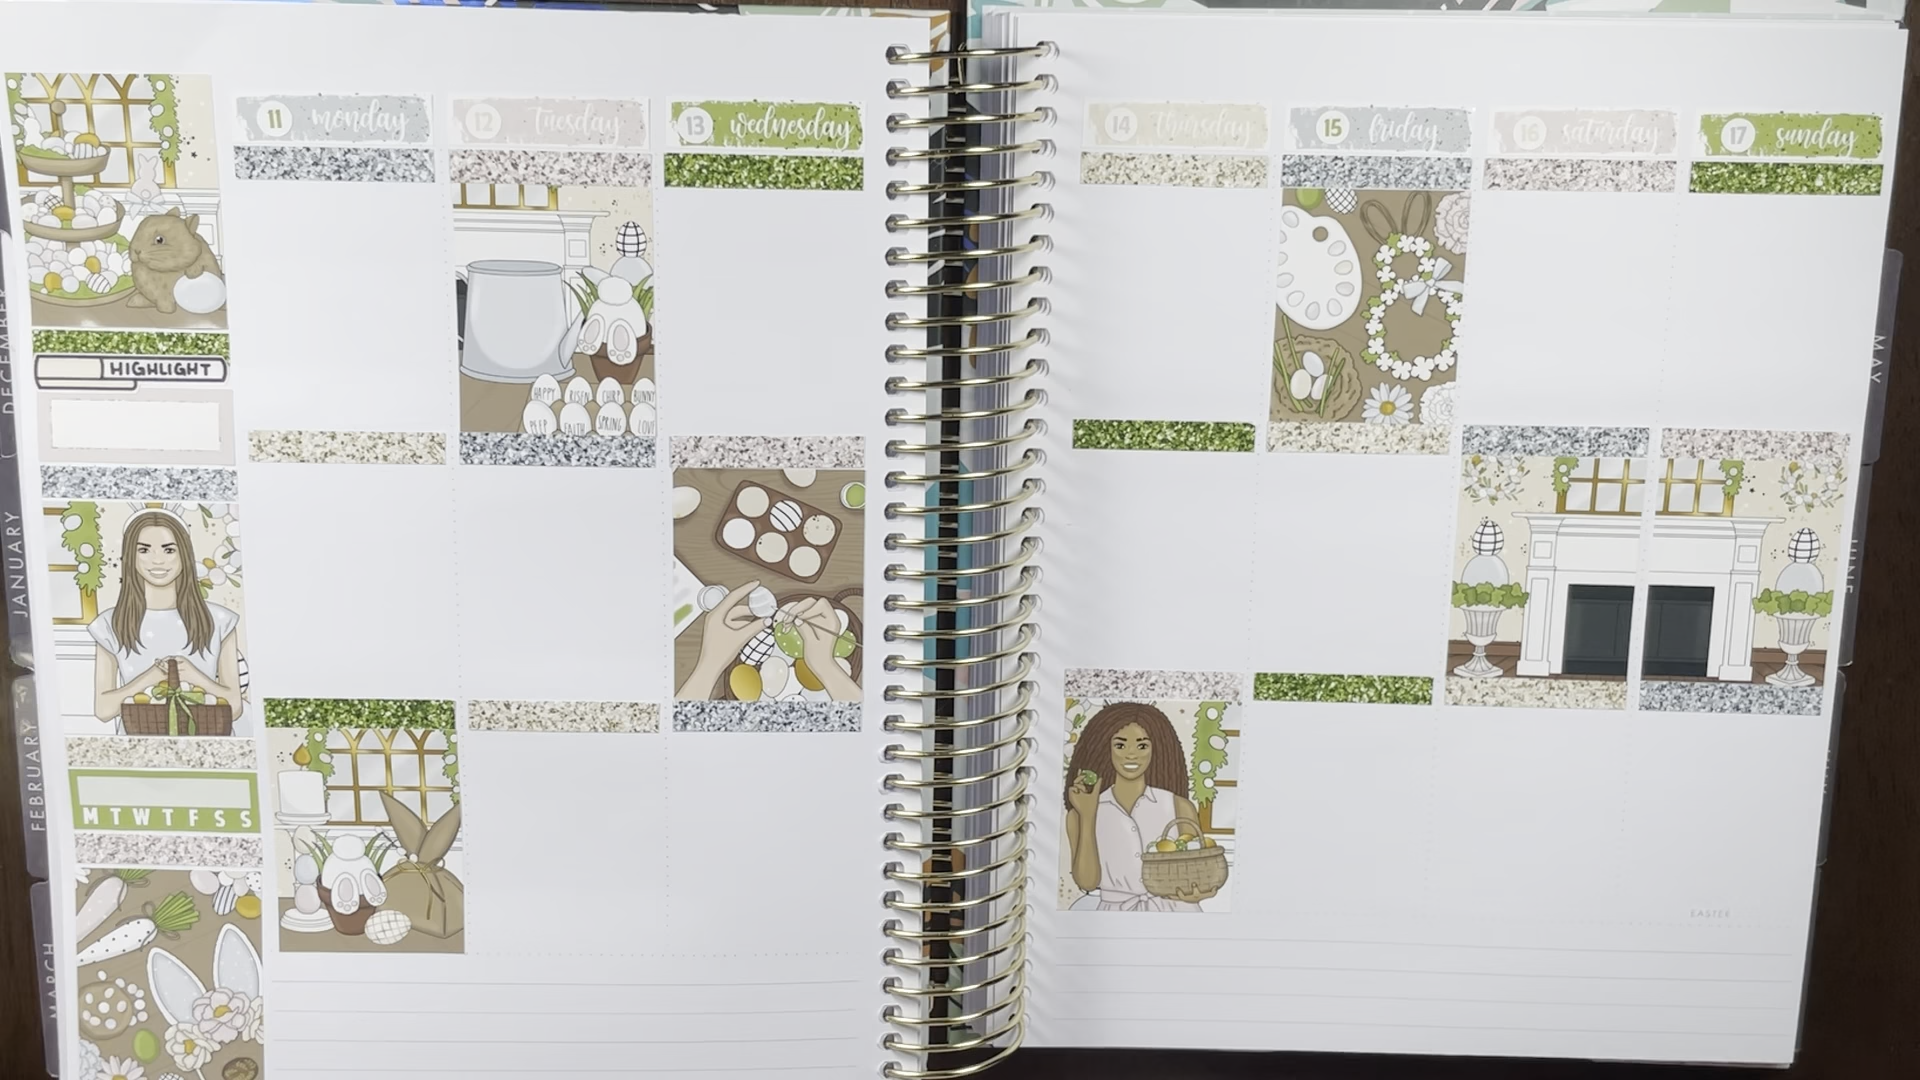 11 monday
12 tuesday
13 wednesday
14 thursday
15 friday
16 saturday
17 sunday
HIGHLIGHT
M T W T F S S
HAPPY RISEN CHIRP BUNNY
PEEP FAITH SPRING LOVE
EASTER
DECEMBER
JANUARY
FEBRUARY
MARCH
MAY
JUNE